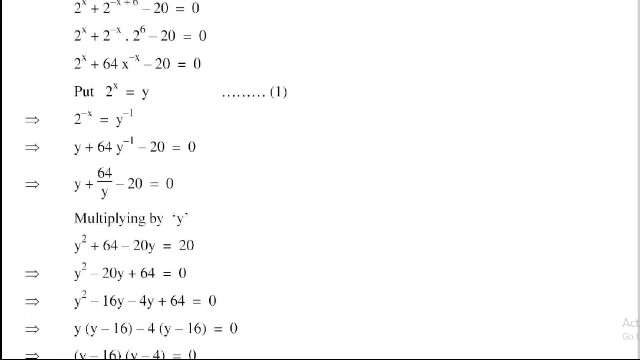 2^x + 2^{–x + 6} – 20 = 0
2^x + 2^{–x} . 2^6 – 20 = 0
2^x + 64 x^{–x} – 20 = 0
Put 2^x = y ......... (1)
⇒ 2^{–x} = y^{–1}
⇒ y + 64 y^{–1} – 20 = 0
⇒ y + 64/y – 20 = 0
Multiplying by ‘y’
y^2 + 64 – 20y = 20
⇒ y^2 – 20y + 64 = 0
⇒ y^2 – 16y – 4y + 64 = 0
⇒ y (y – 16) – 4 (y – 16) = 0
⇒ (y – 16) (y – 4) = 0
Act
Go t